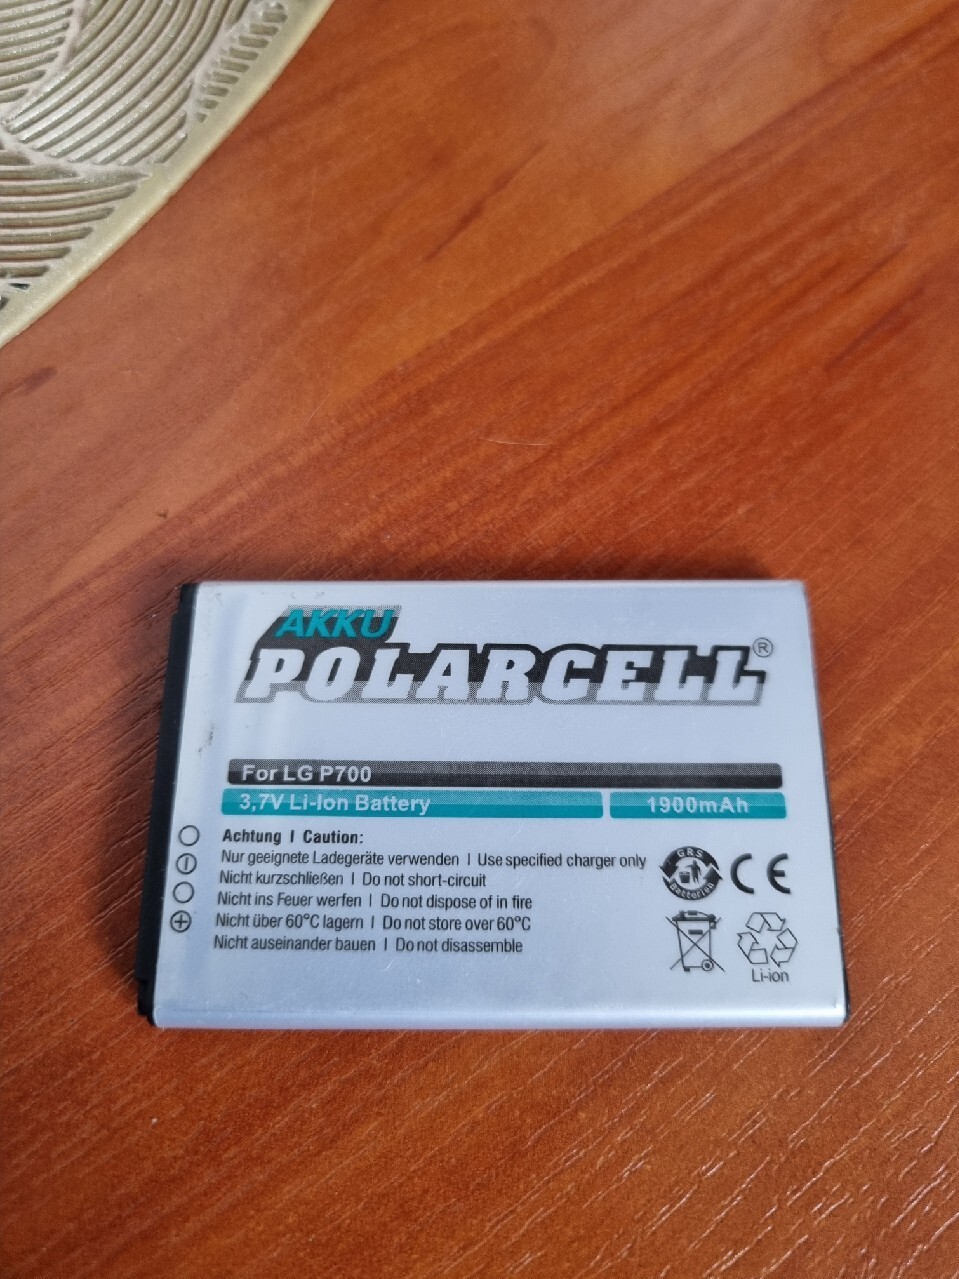 AKKU
POLARCELL®
For LG P700
3,7V Li-Ion Battery 1900mAh
Achtung | Caution:
Nur geeignete Ladegeräte verwenden | Use specified charger only
Nicht kurzschließen | Do not short-circuit
Nicht ins Feuer werfen | Do not dispose of in fire
Nicht über 60°C lagern | Do not store over 60°C
Nicht auseinander bauen | Do not disassemble
GRS
Batterien
CE
Li-ion